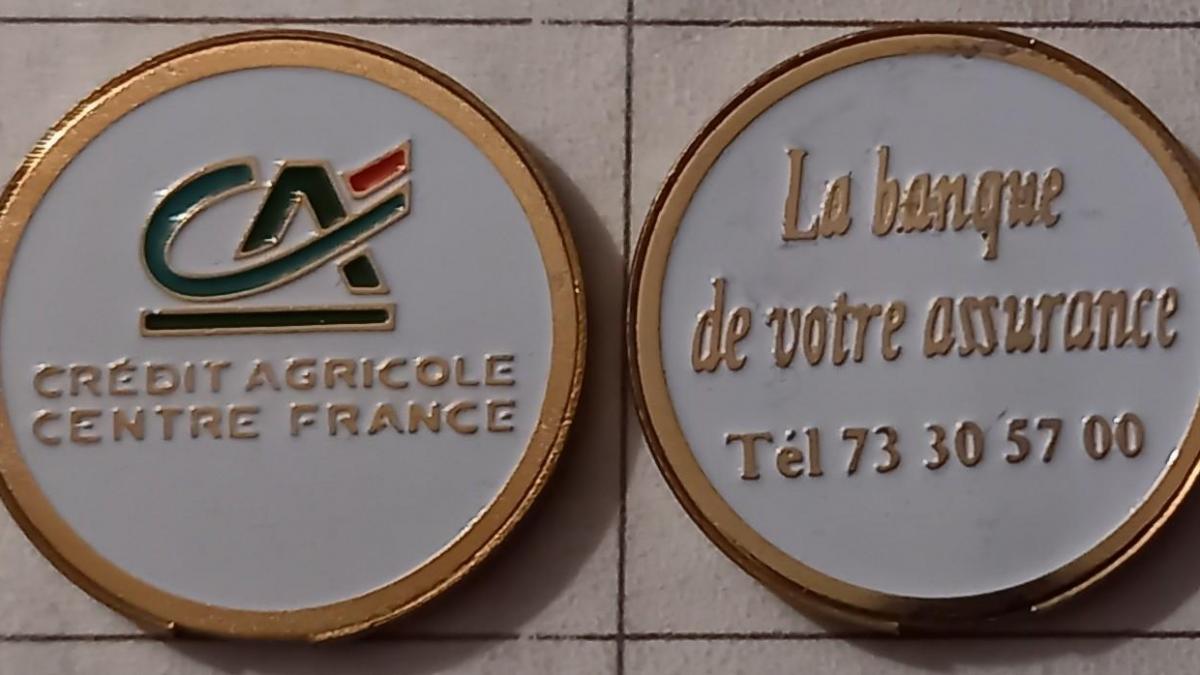 CA
CRÉDIT AGRICOLE
CENTRE FRANCE
La banque
de votre assurance
Tél 73 30 57 00